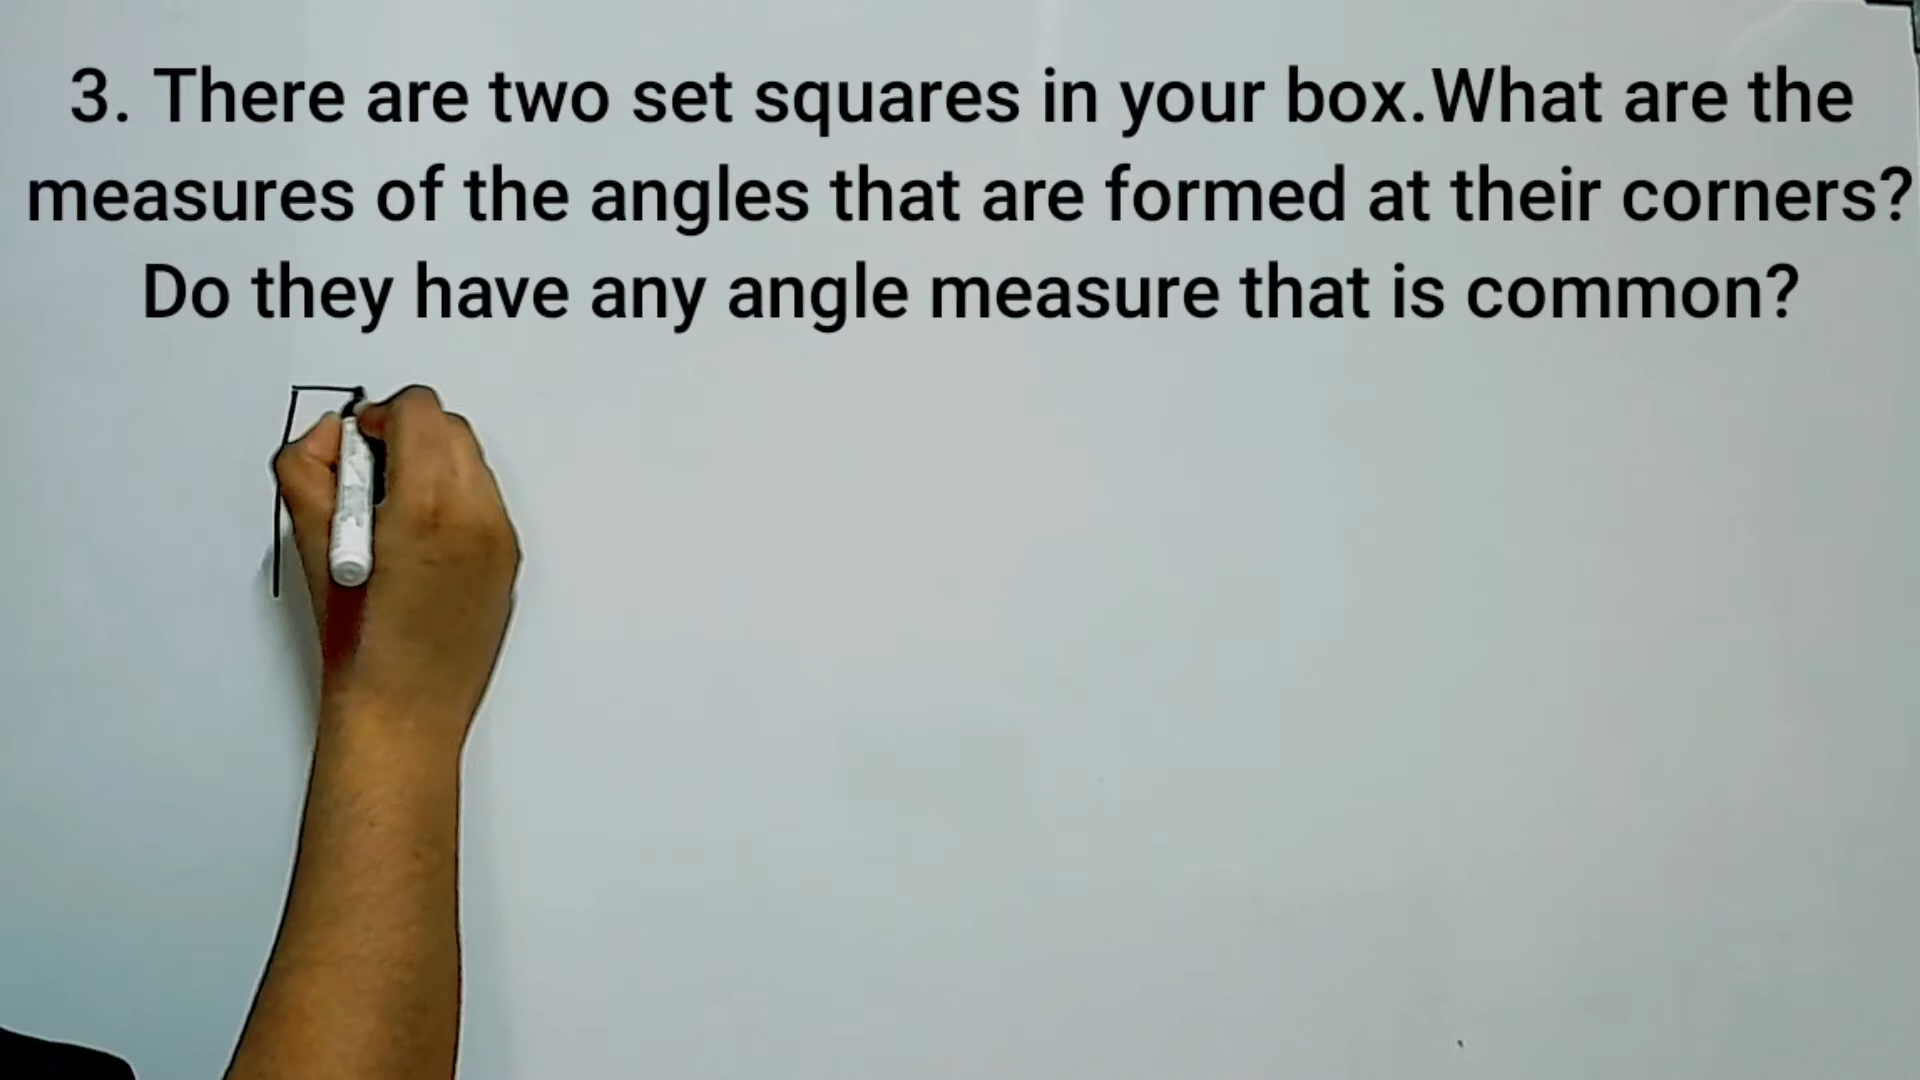 3. There are two set squares in your box.What are the
measures of the angles that are formed at their corners?
Do they have any angle measure that is common?